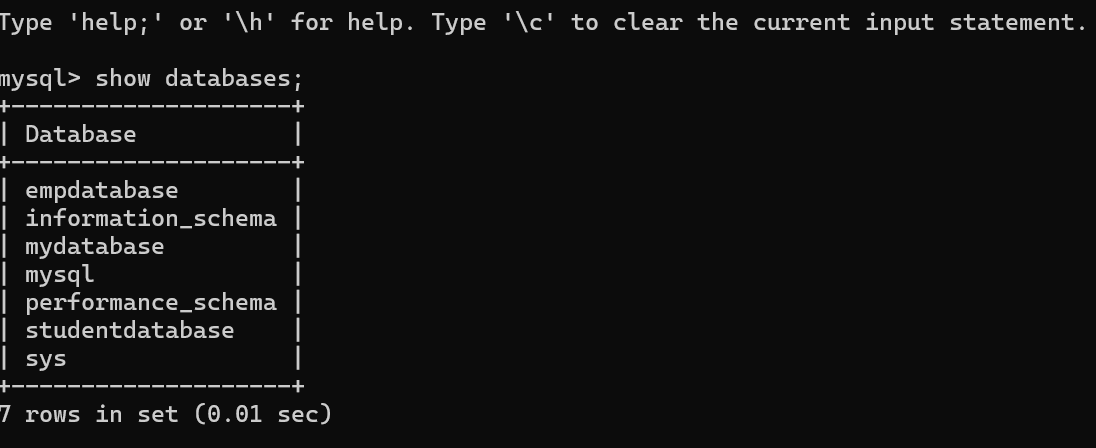 Type 'help;' or '\h' for help. Type '\c' to clear the current input statement.
mysql> show databases;
+--------------------+
| Database           |
+--------------------+
| empdatabase        |
| information_schema |
| mydatabase         |
| mysql              |
| performance_schema |
| studentdatabase    |
| sys                |
+--------------------+
7 rows in set (0.01 sec)